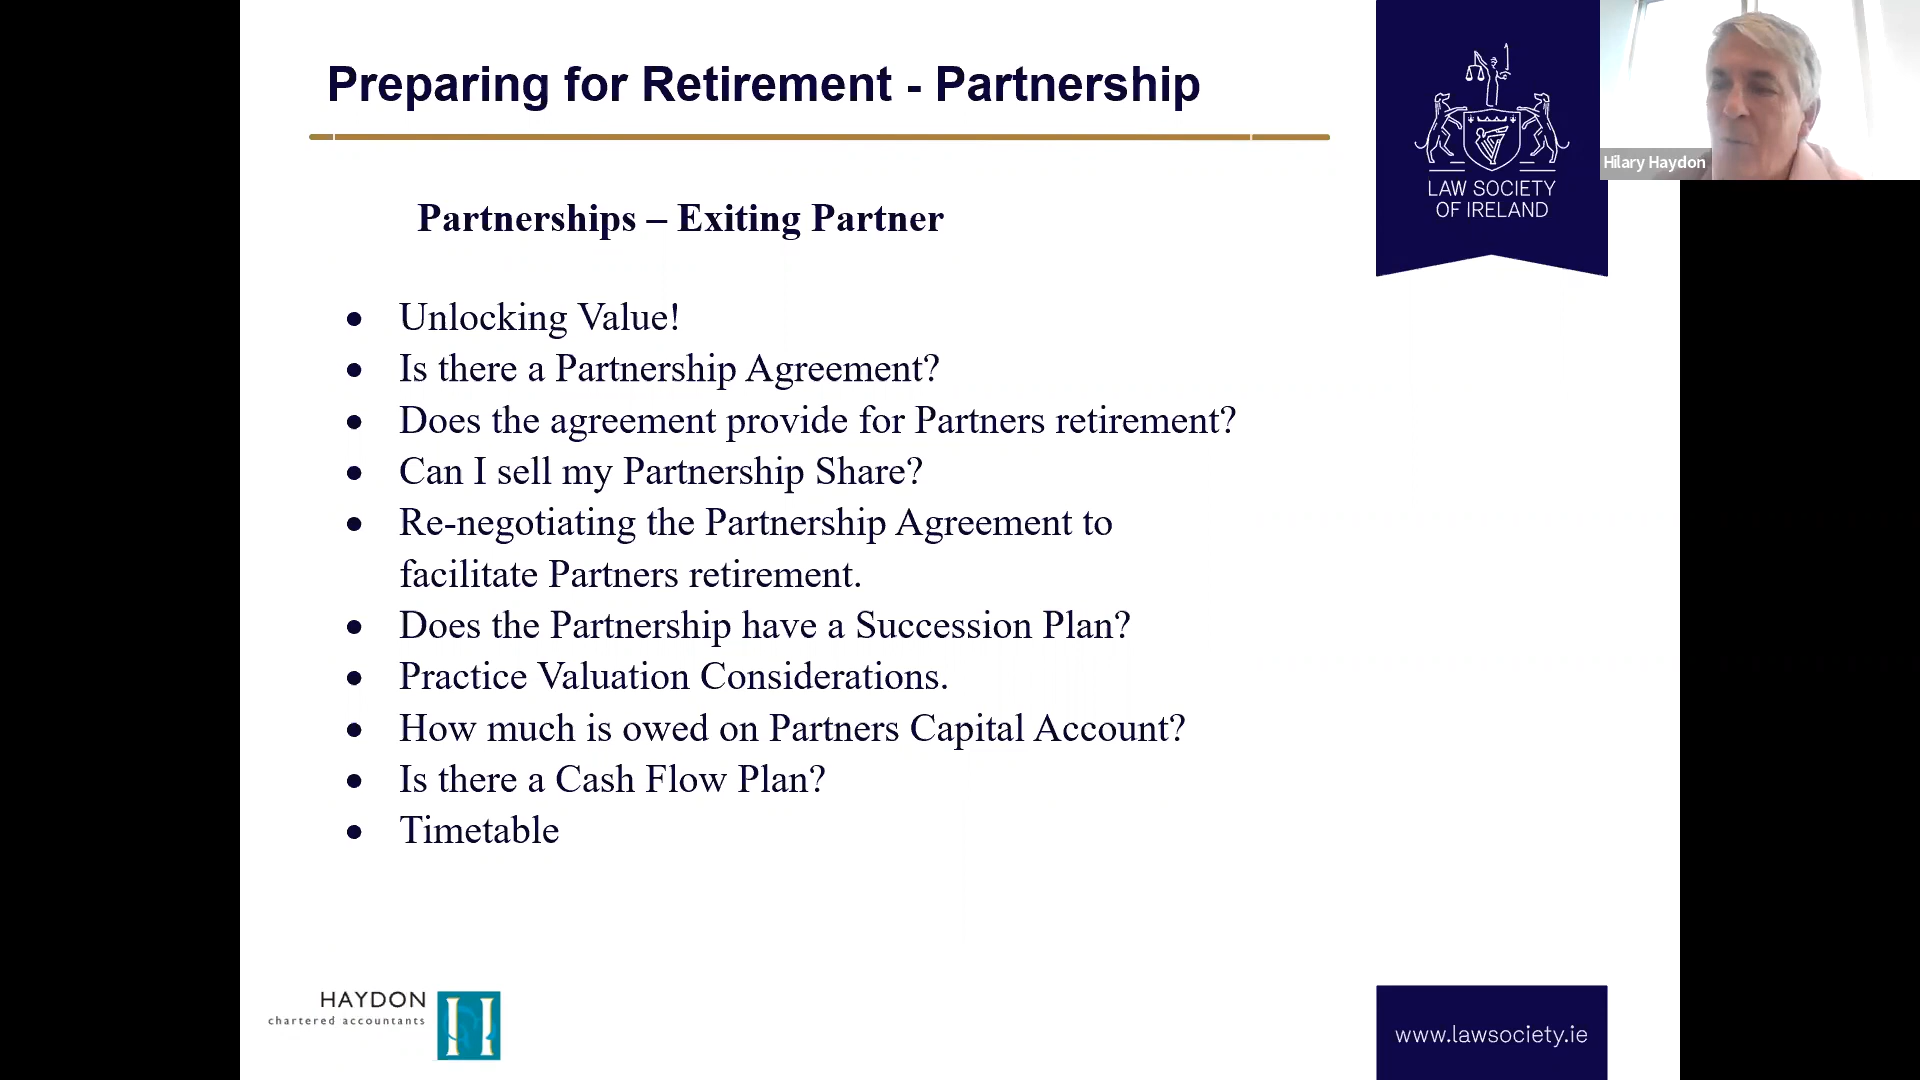 Preparing for Retirement - Partnership
Partnerships – Exiting Partner
• Unlocking Value!
• Is there a Partnership Agreement?
• Does the agreement provide for Partners retirement?
• Can I sell my Partnership Share?
• Re-negotiating the Partnership Agreement to
facilitate Partners retirement.
• Does the Partnership have a Succession Plan?
• Practice Valuation Considerations.
• How much is owed on Partners Capital Account?
• Is there a Cash Flow Plan?
• Timetable
LAW SOCIETY
OF IRELAND
Hilary Haydon
HAYDON
chartered accountants
H
www.lawsociety.ie